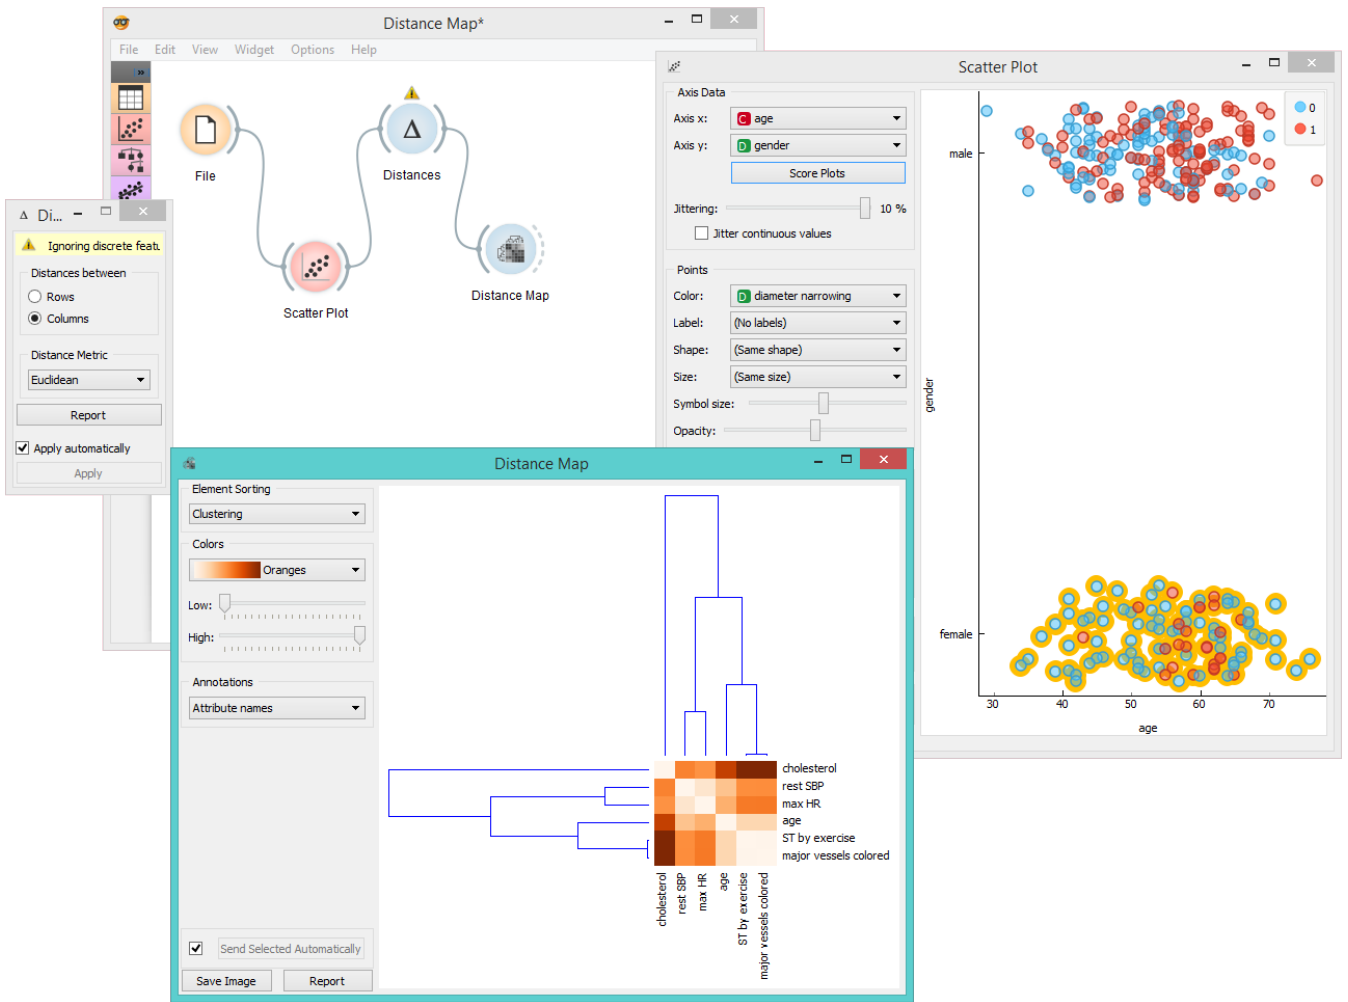 Distance Map*
File Edit View Widget Options Help
File
Distances
Scatter Plot
Distance Map
Di...
Ignoring discrete featu
Distances between
Rows
Columns
Distance Metric
Euclidean
Report
Apply automatically
Apply
Scatter Plot
Axis Data
Axis x: C age
Axis y: D gender
Score Plots
Jittering: 10 %
Jitter continuous values
Points
Color: D diameter narrowing
Label: (No labels)
Shape: (Same shape)
Size: (Same size)
Symbol size:
Opacity:
0
1
male
female
gender
30 40 50 60 70
age
Distance Map
Element Sorting
Clustering
Colors
Oranges
Low:
High:
Annotations
Attribute names
Send Selected Automatically
Save Image Report
cholesterol
rest SBP
max HR
age
ST by exercise
major vessels colored
cholesterol
rest SBP
max HR
age
ST by exercise
major vessels colored